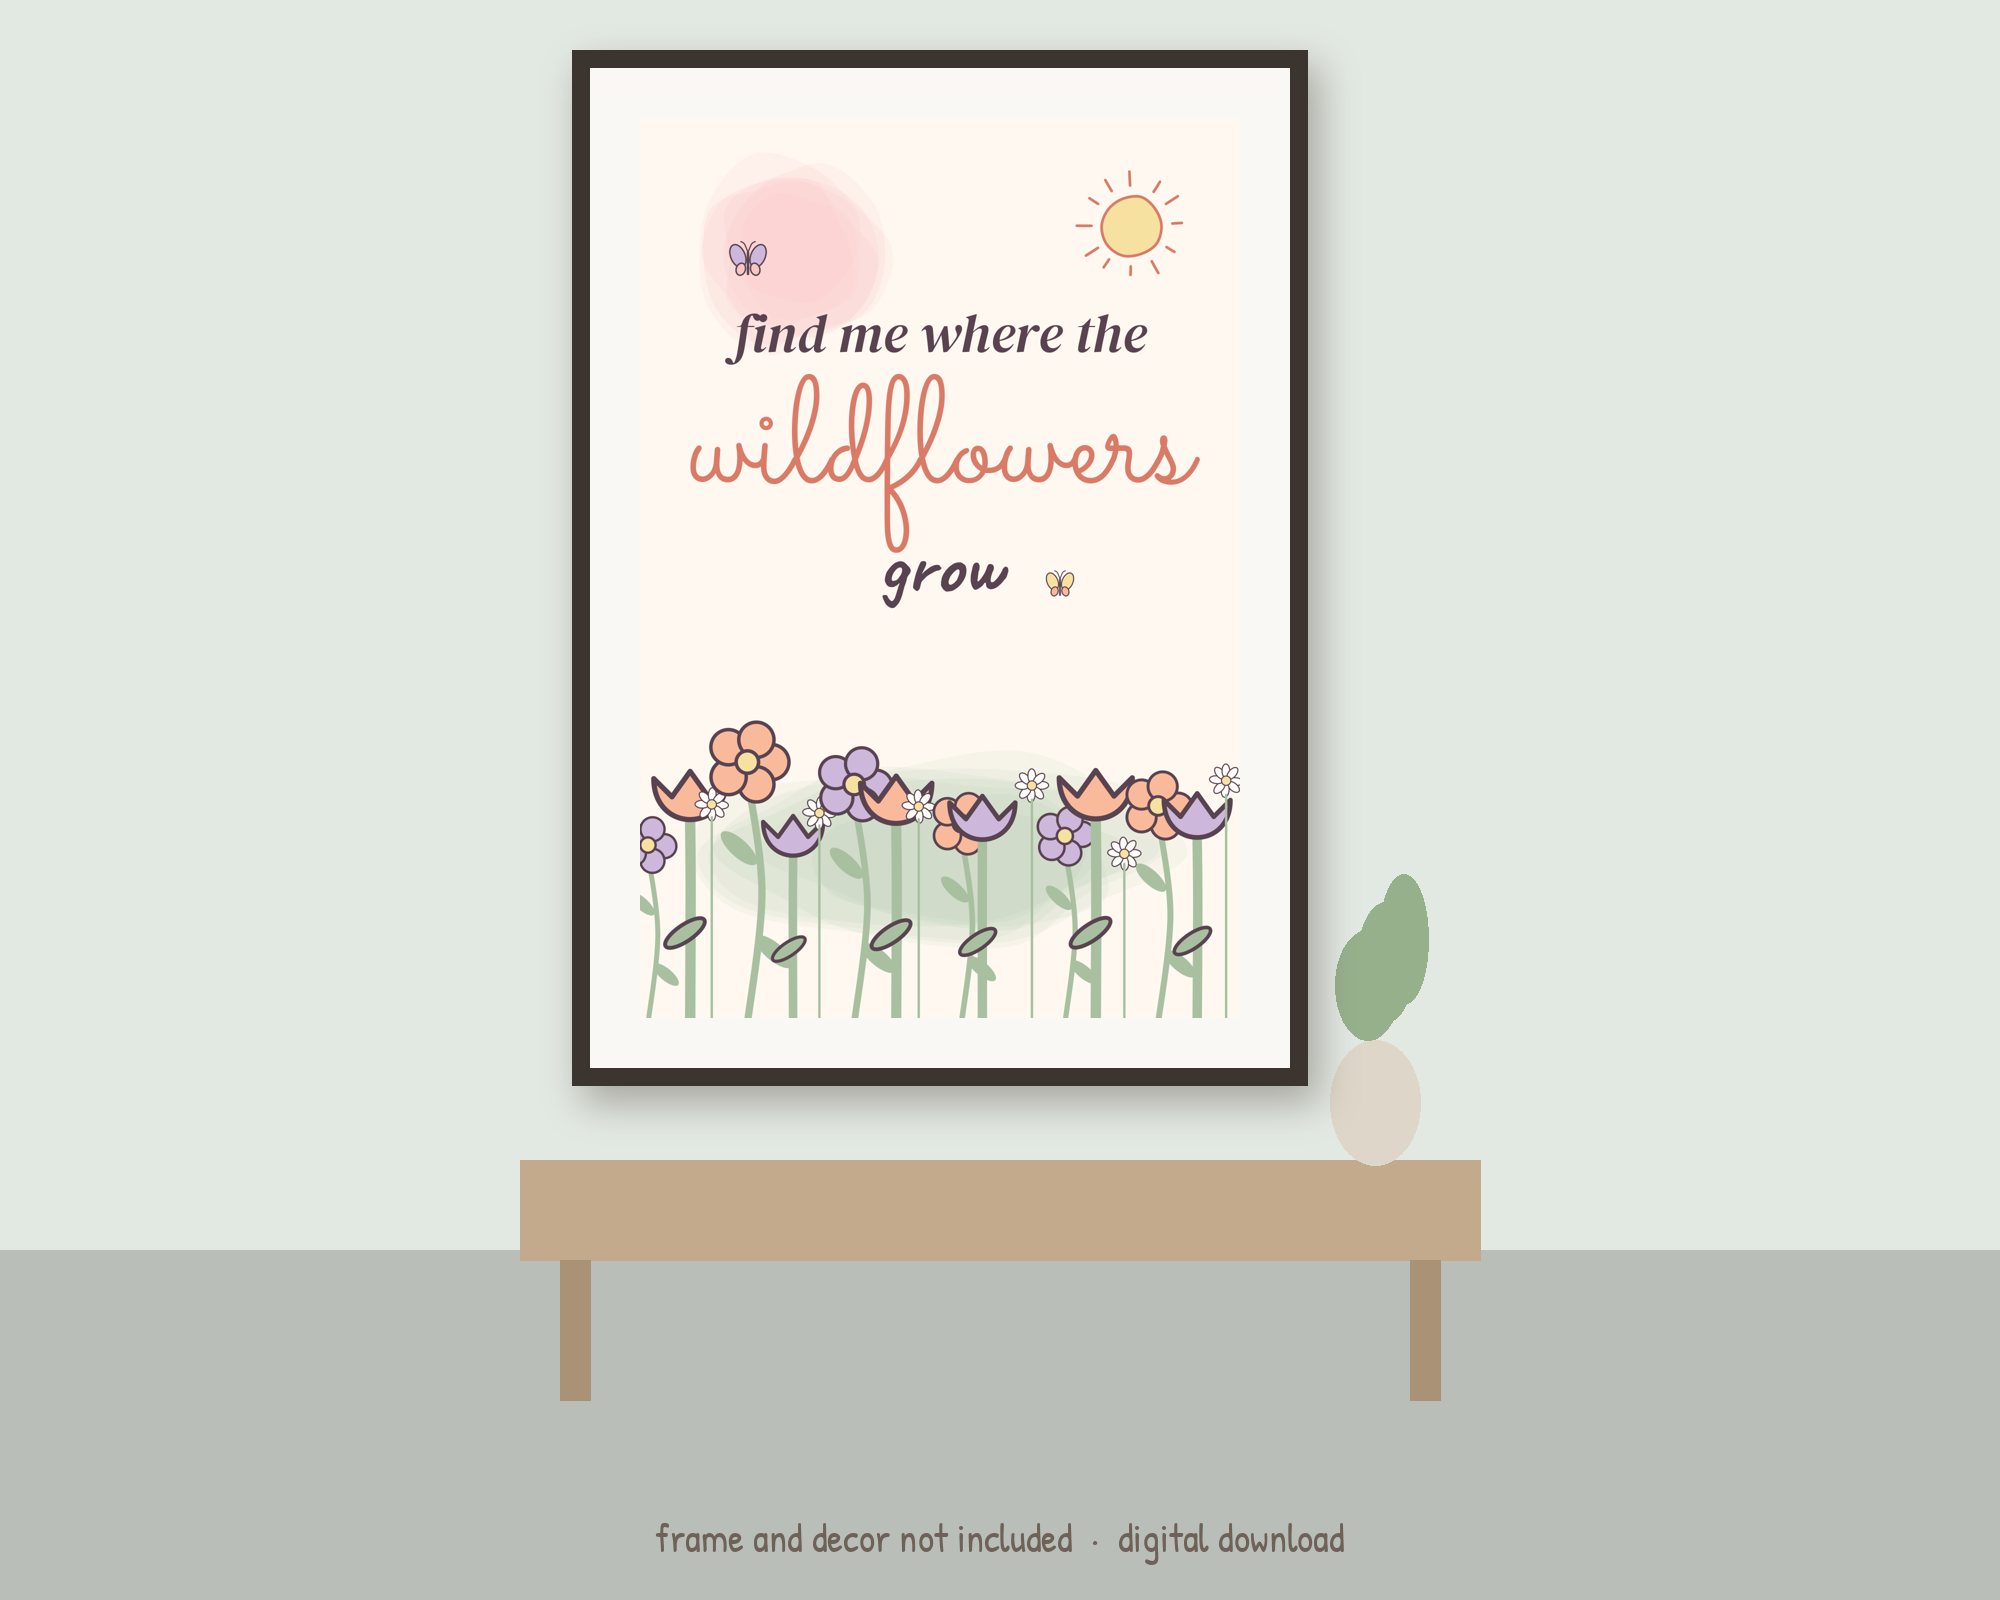 find me where the
wildflowers
grow
frame and decor not included · digital download